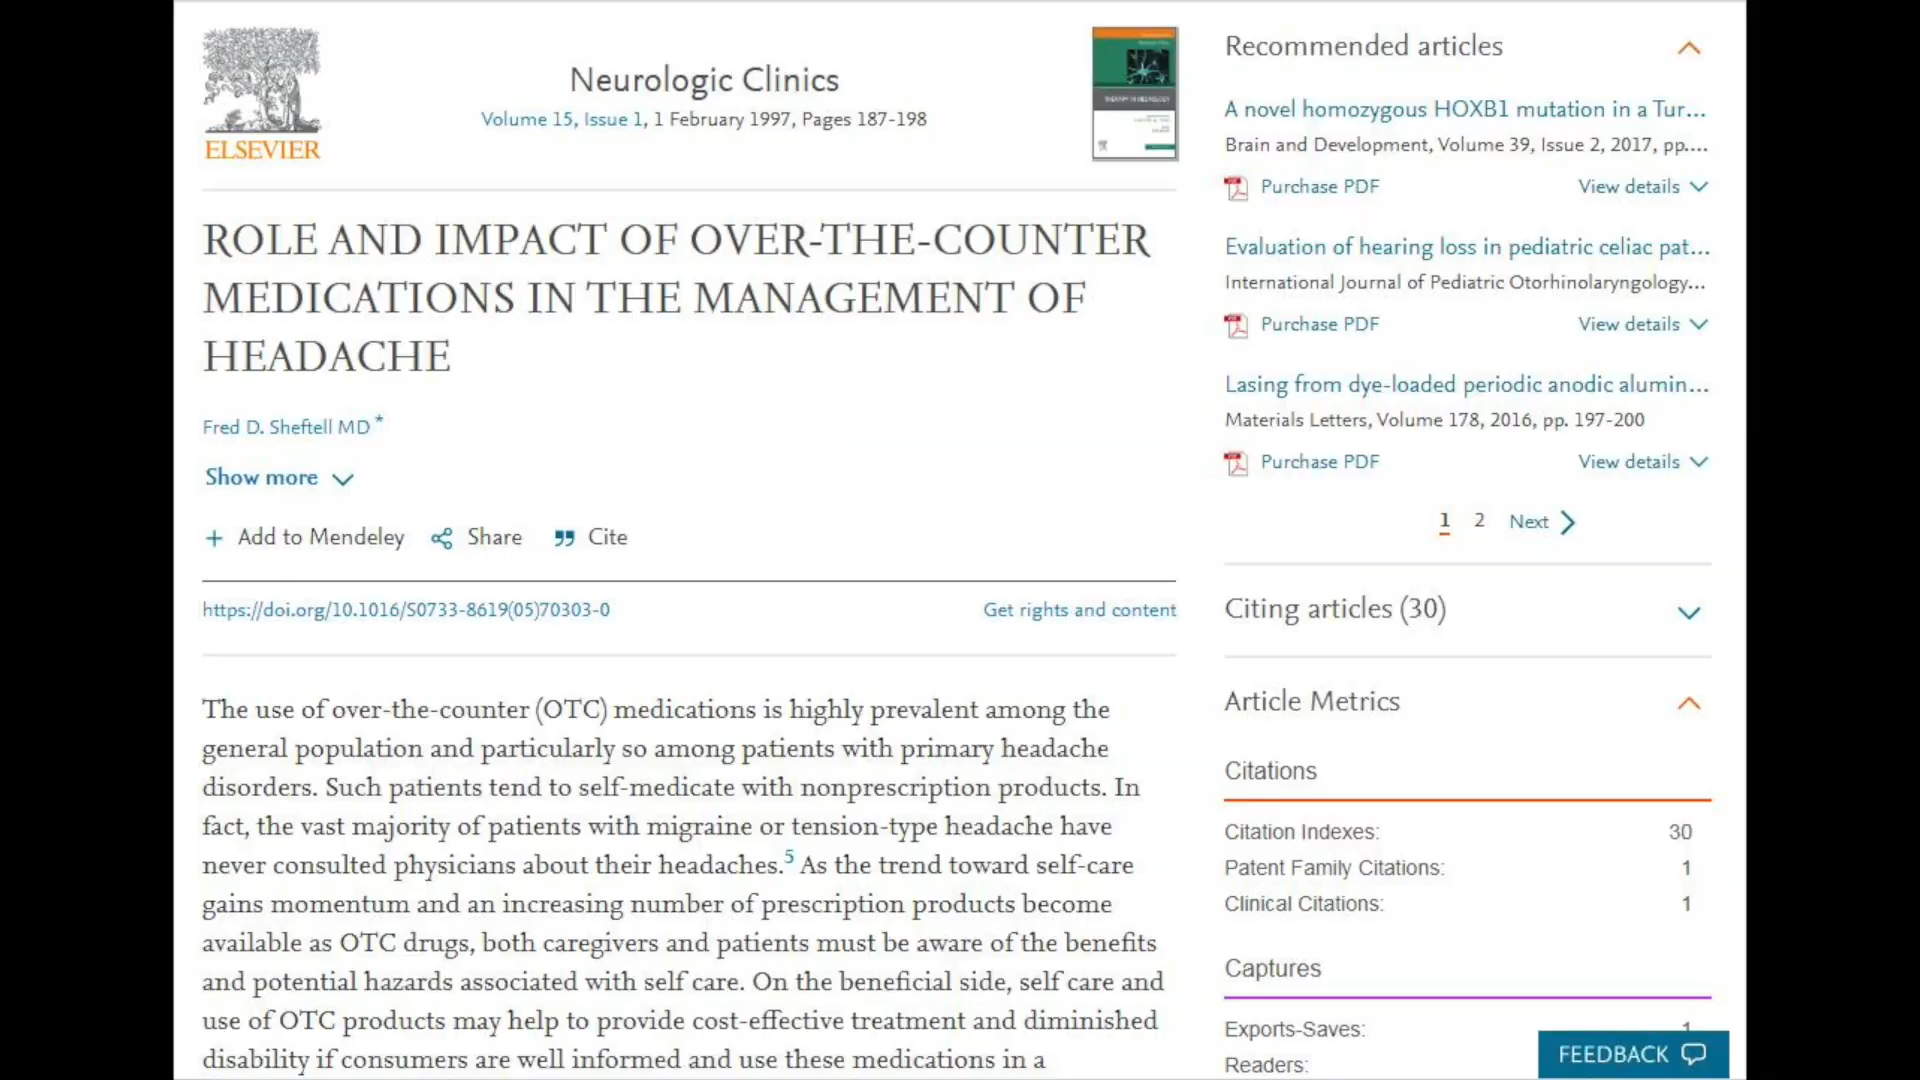 ELSEVIER
Neurologic Clinics
Volume 15, Issue 1, 1 February 1997, Pages 187-198
ROLE AND IMPACT OF OVER-THE-COUNTER
MEDICATIONS IN THE MANAGEMENT OF
HEADACHE
Fred D. Sheftell MD *
Show more
+ Add to Mendeley Share Cite
https://doi.org/10.1016/S0733-8619(05)70303-0 Get rights and content
The use of over-the-counter (OTC) medications is highly prevalent among the
general population and particularly so among patients with primary headache
disorders. Such patients tend to self-medicate with nonprescription products. In
fact, the vast majority of patients with migraine or tension-type headache have
never consulted physicians about their headaches.5 As the trend toward self-care
gains momentum and an increasing number of prescription products become
available as OTC drugs, both caregivers and patients must be aware of the benefits
and potential hazards associated with self care. On the beneficial side, self care and
use of OTC products may help to provide cost-effective treatment and diminished
disability if consumers are well informed and use these medications in a
Recommended articles
A novel homozygous HOXB1 mutation in a Tur...
Brain and Development, Volume 39, Issue 2, 2017, pp....
Purchase PDF View details
Evaluation of hearing loss in pediatric celiac pat...
International Journal of Pediatric Otorhinolaryngology...
Purchase PDF View details
Lasing from dye-loaded periodic anodic alumin...
Materials Letters, Volume 178, 2016, pp. 197-200
Purchase PDF View details
1 2 Next
Citing articles (30)
Article Metrics
Citations
Citation Indexes: 30
Patent Family Citations: 1
Clinical Citations: 1
Captures
Exports-Saves: 1
Readers:
FEEDBACK